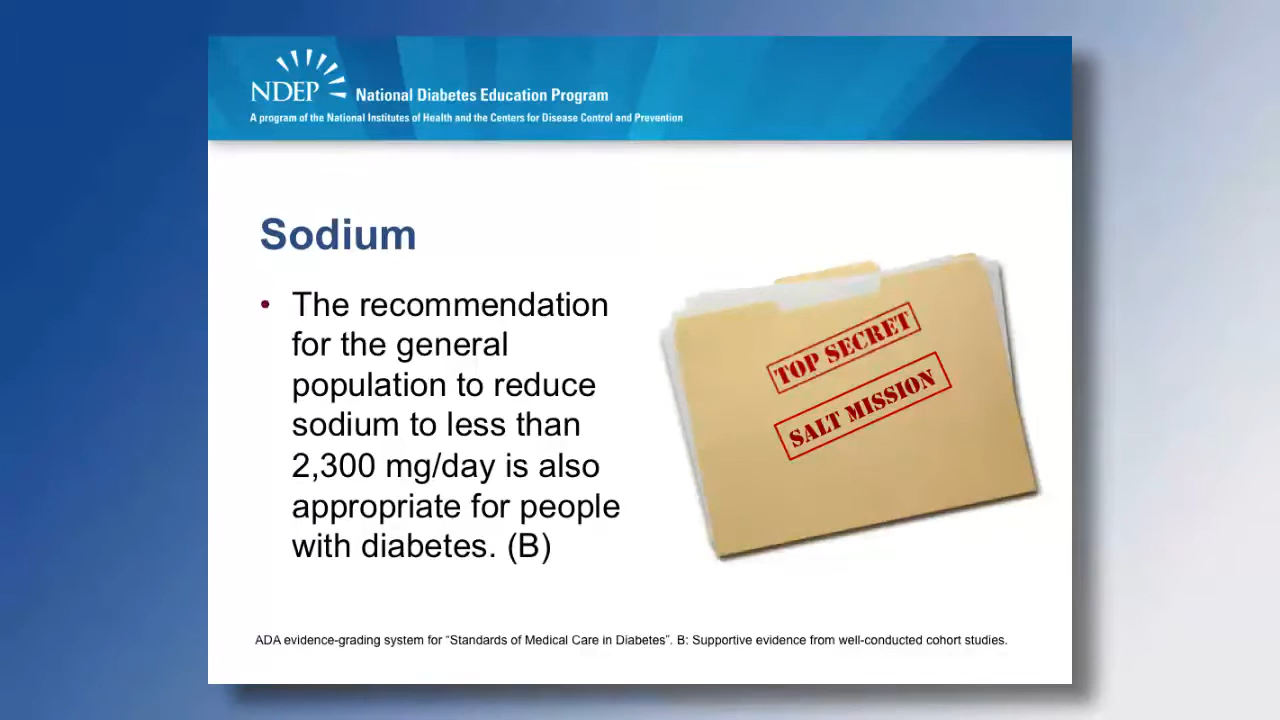 NDEP National Diabetes Education Program
A program of the National Institutes of Health and the Centers for Disease Control and Prevention
Sodium
• The recommendation
for the general
population to reduce
sodium to less than
2,300 mg/day is also
appropriate for people
with diabetes. (B)
TOP SECRET
SALT MISSION
ADA evidence-grading system for “Standards of Medical Care in Diabetes”. B: Supportive evidence from well-conducted cohort studies.